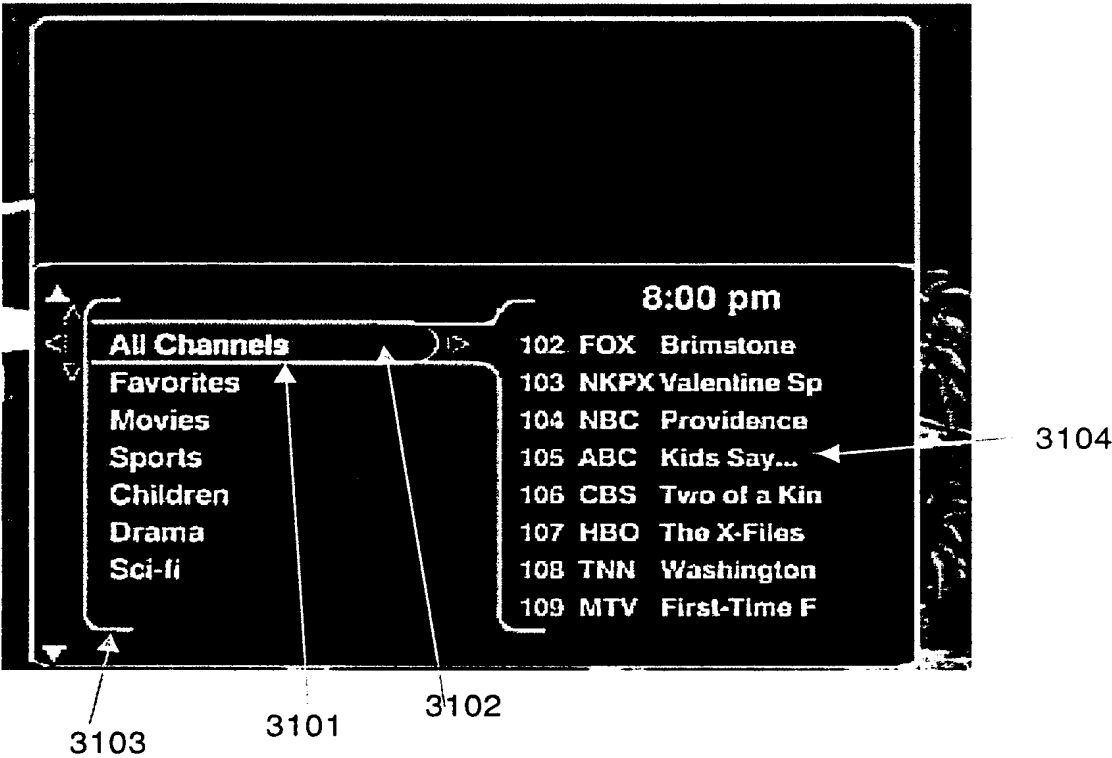 8:00 pm
All Channels
Favorites
Movies
Sports
Children
Drama
Sci-fi
102 FOX Brimstone
103 NKPX Valentine Sp
104 NBC Providence
105 ABC Kids Say...
106 CBS Two of a Kin
107 HBO The X-Files
108 TNN Washington
109 MTV First-Time F
3104
3103
3101
3102